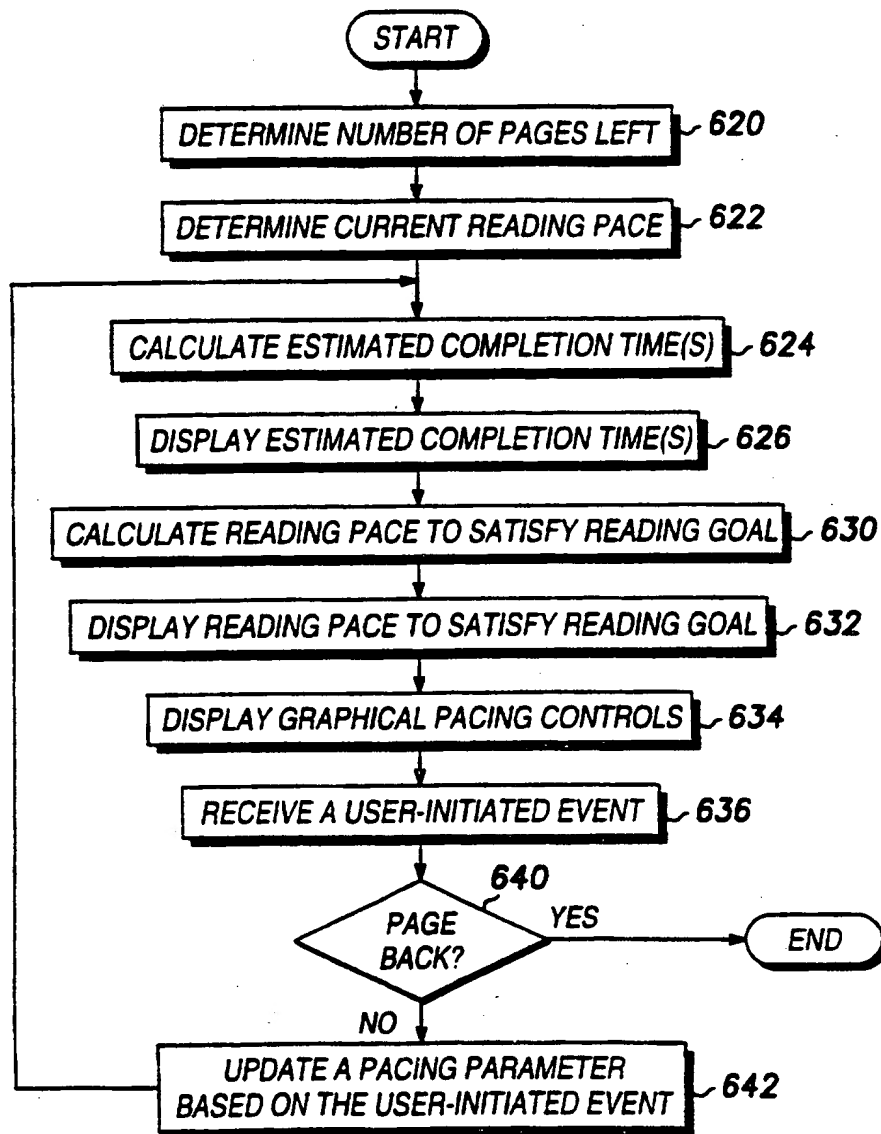 START
DETERMINE NUMBER OF PAGES LEFT 620
DETERMINE CURRENT READING PACE 622
CALCULATE ESTIMATED COMPLETION TIME(S) 624
DISPLAY ESTIMATED COMPLETION TIME(S) 626
CALCULATE READING PACE TO SATISFY READING GOAL 630
DISPLAY READING PACE TO SATISFY READING GOAL 632
DISPLAY GRAPHICAL PACING CONTROLS 634
RECEIVE A USER-INITIATED EVENT 636
640
PAGE
BACK?
YES
END
NO
UPDATE A PACING PARAMETER
BASED ON THE USER-INITIATED EVENT 642